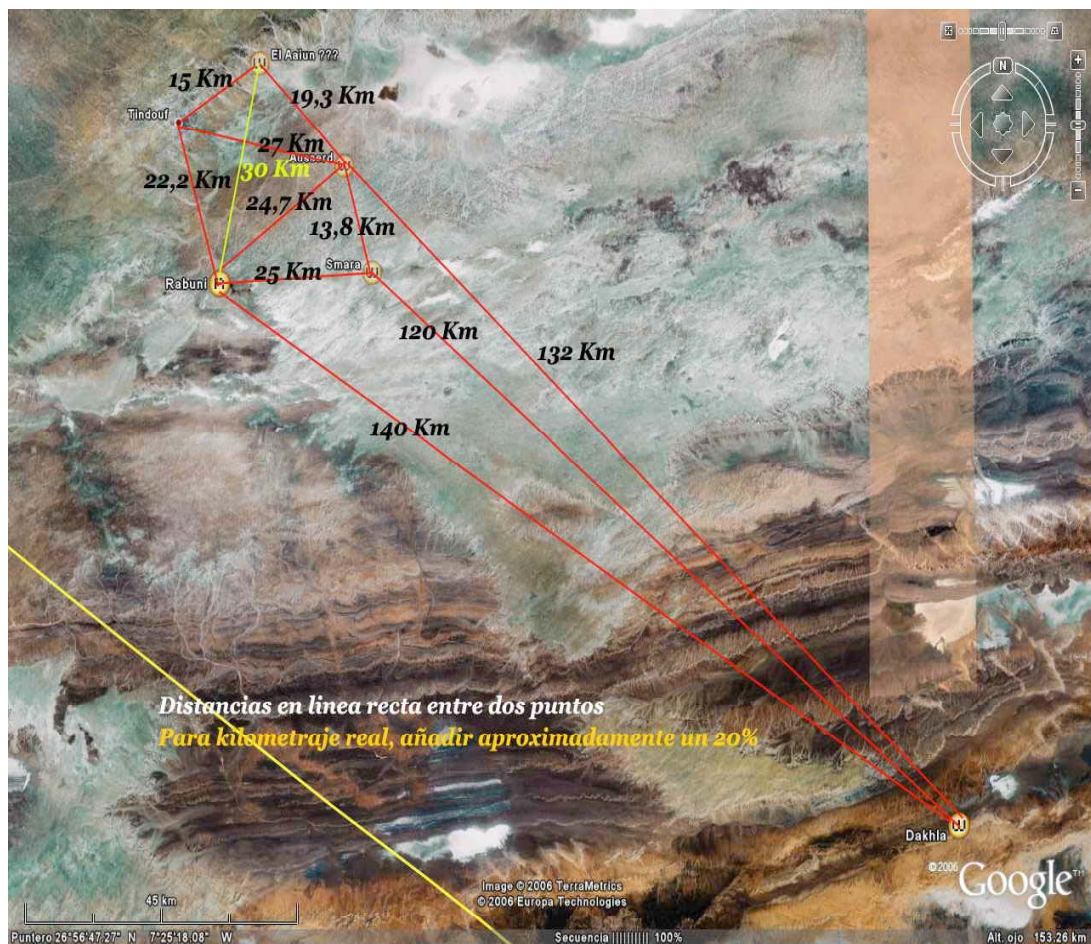 El Aaiun ???
15 Km
19,3 Km
Tindouf
27 Km
Ausserd
30 Km
22,2 Km
24,7 Km
13,8 Km
Smara
25 Km
Rabuni
120 Km
132 Km
140 Km
Distancias en linea recta entre dos puntos
Para kilometraje real, añadir aproximadamente un 20%
Dakhla
©2006 Google™
45 km
Image © 2006 TerraMetrics
© 2006 Europa Technologies
Puntero 26°56'47.27" N 7°25'18.08" W Secuencia |||||||||| 100% Alt. ojo 153.26 km
N